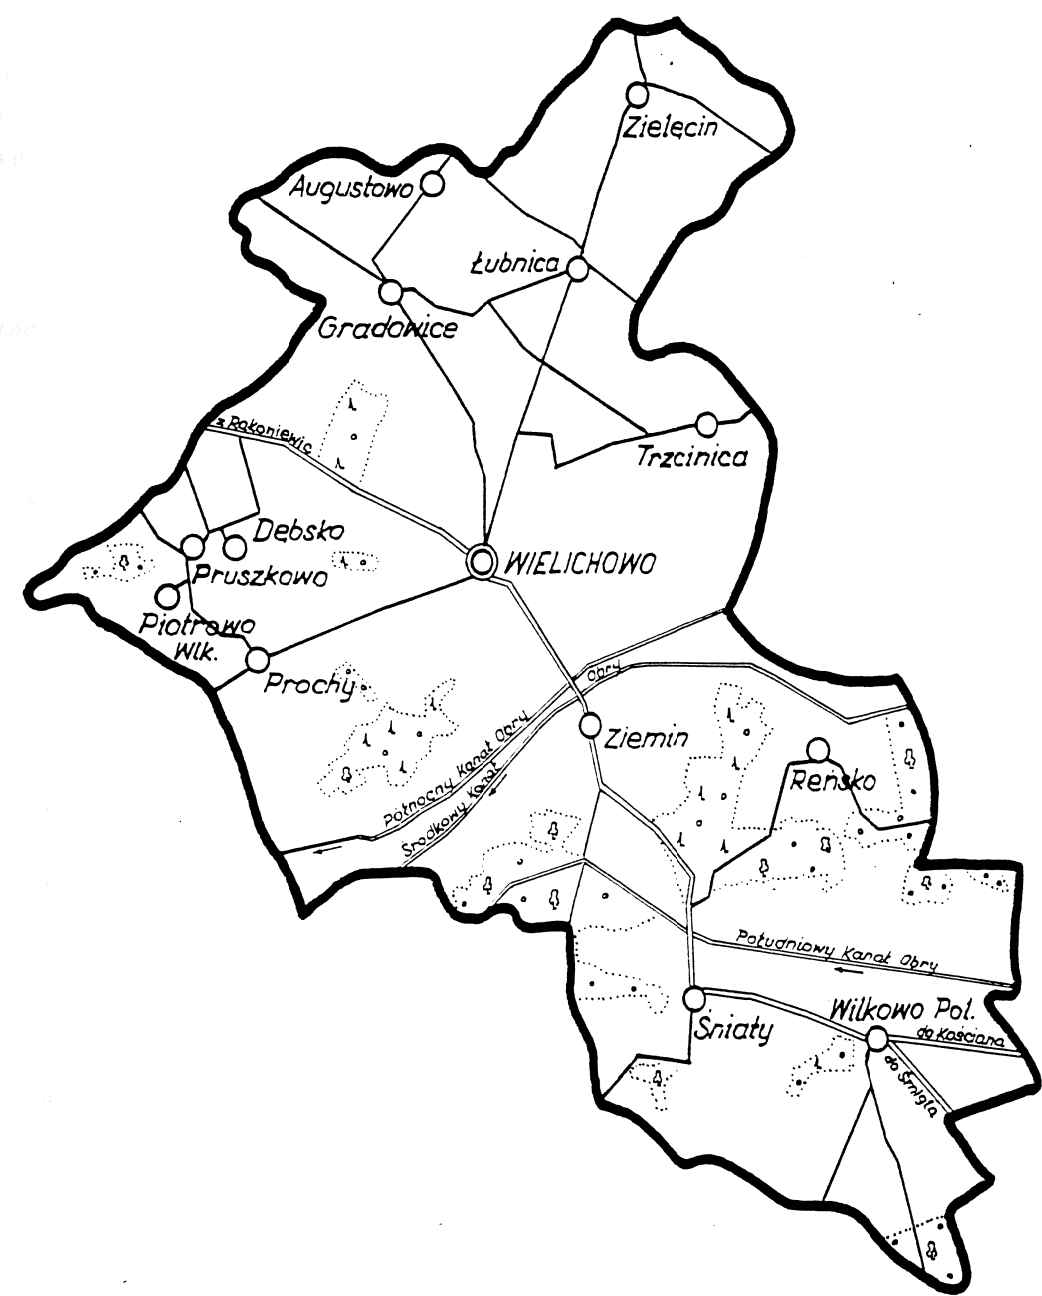 Zielęcin
Augustowo
Łubnica
Gradowice
z Rakoniewic
Trzcinica
Dębsko
WIELICHOWO
Pruszkowo
Piotrowo
Wlk.
Prochy
Obry
Ziemin
Północny Kanał Obry
Środkowy Kanał
Reńsko
Południowy Kanał Obry
Wilkowo Pol.
Śniaty
do Kościana
do Śmigla